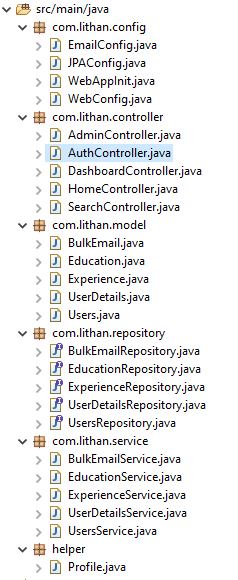 src/main/java
com.lithan.config
EmailConfig.java
JPAConfig.java
WebAppInit.java
WebConfig.java
com.lithan.controller
AdminController.java
AuthController.java
DashboardController.java
HomeController.java
SearchController.java
com.lithan.model
BulkEmail.java
Education.java
Experience.java
UserDetails.java
Users.java
com.lithan.repository
BulkEmailRepository.java
EducationRepository.java
ExperienceRepository.java
UserDetailsRepository.java
UsersRepository.java
com.lithan.service
BulkEmailService.java
EducationService.java
ExperienceService.java
UserDetailsService.java
UsersService.java
helper
Profile.java